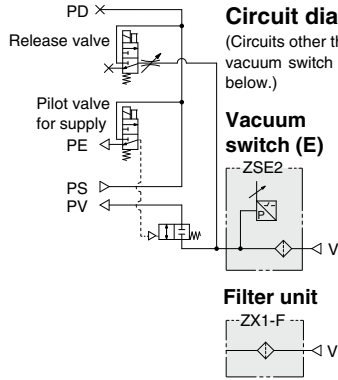 PD
Release valve
Pilot valve
for supply
PE
PS
PV
Circuit dia
(Circuits other th
vacuum switch
below.)
Vacuum
switch (E)
ZSE2
P
V
Filter unit
ZX1-F
V